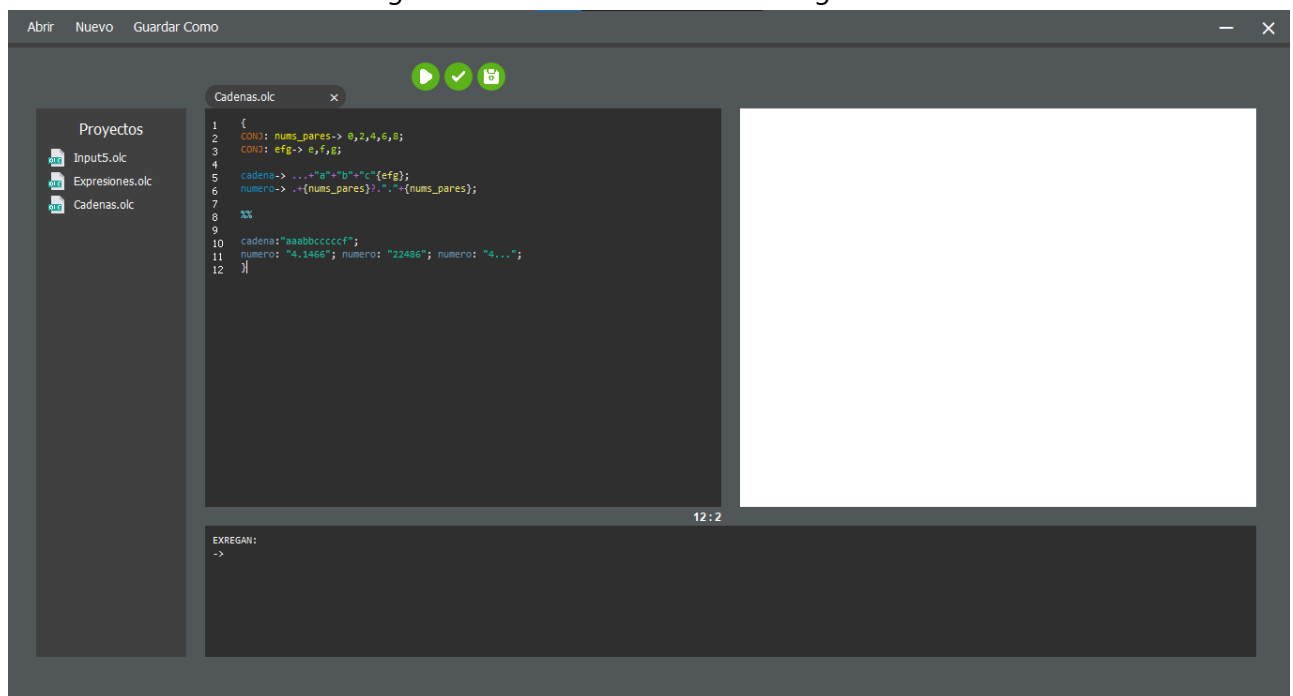 Abrir Nuevo Guardar Como
Cadenas.olc x
Proyectos
Input5.olc
Expresiones.olc
Cadenas.olc
1 {
2 CONJ: nums_pares-> 0,2,4,6,8;
3 CONJ: efg-> e,f,g;
4
5 cadena-> ...+"a"+"b"+"c"{efg};
6 numero-> .+{nums_pares}?."."+{nums_pares};
7
8 %%
9
10 cadena:"aaabbcccccf";
11 numero: "4.1466"; numero: "22486"; numero: "4...";
12 }
12:2
EXREGAN:
->